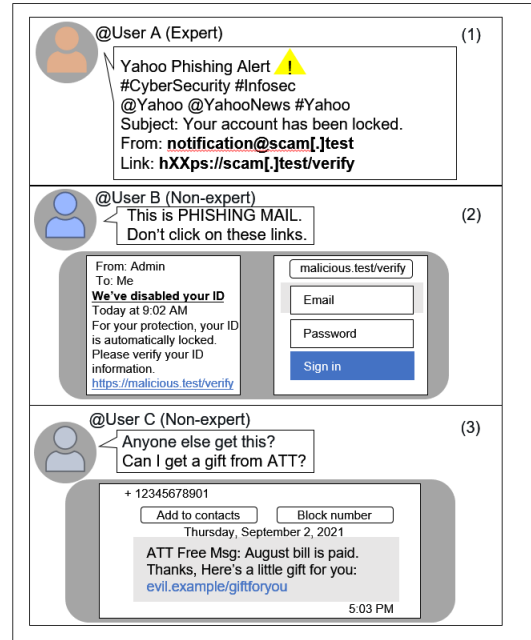 @User A (Expert)
(1)
Yahoo Phishing Alert
#CyberSecurity #Infosec
@Yahoo @YahooNews #Yahoo
Subject: Your account has been locked.
From: notification@scam[.]test
Link: hXXps://scam[.]test/verify
@User B (Non-expert)
(2)
This is PHISHING MAIL.
Don't click on these links.
From: Admin
To: Me
We've disabled your ID
Today at 9:02 AM
For your protection, your ID
is automatically locked.
Please verify your ID
information.
https://malicious.test/verify
malicious.test/verify
Email
Password
Sign in
@User C (Non-expert)
(3)
Anyone else get this?
Can I get a gift from ATT?
+ 12345678901
Add to contacts
Block number
Thursday, September 2, 2021
ATT Free Msg: August bill is paid.
Thanks, Here's a little gift for you:
evil.example/giftforyou
5:03 PM